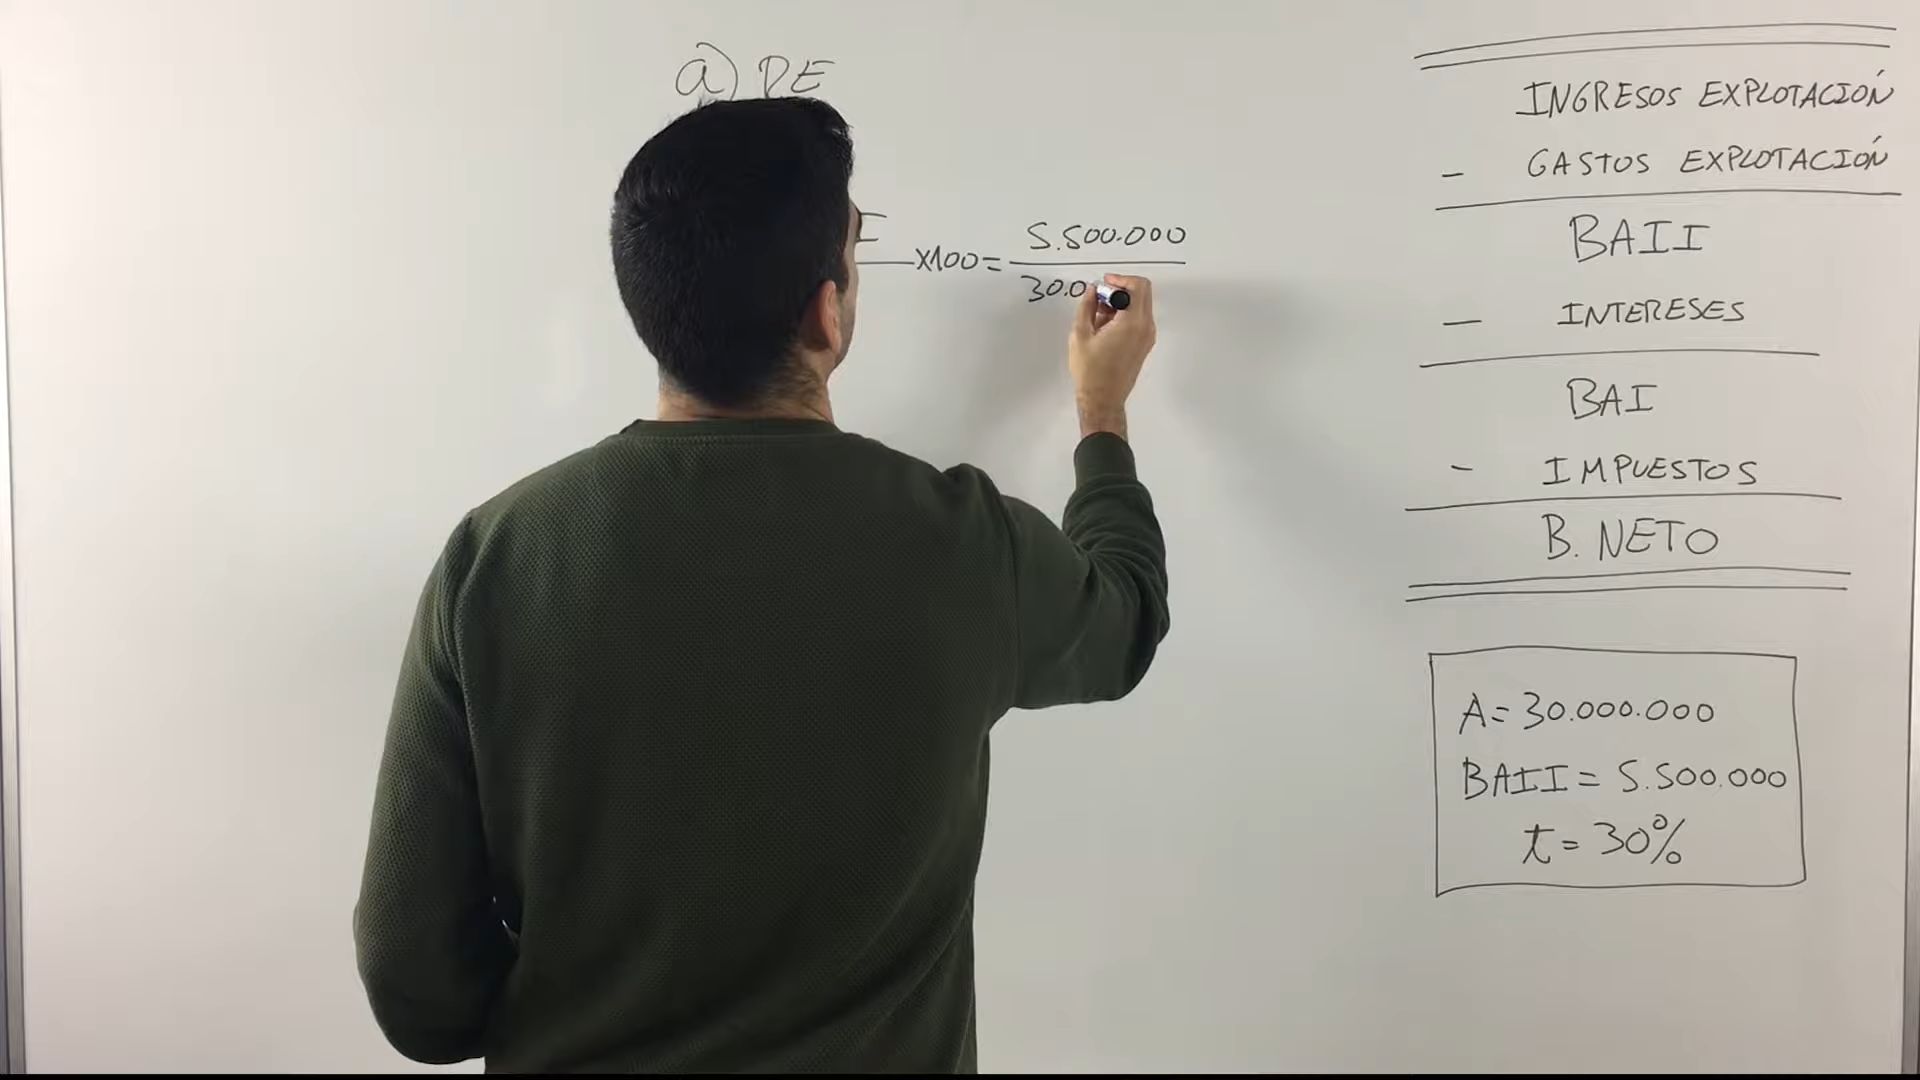 a) RE
I
x100=
5.500.000
30.0
INGRESOS EXPLOTACIÓN
- GASTOS EXPLOTACIÓN
BAII
- INTERESES
BAI
- IMPUESTOS
B. NETO
A= 30.000.000
BAII = 5.500.000
t = 30%